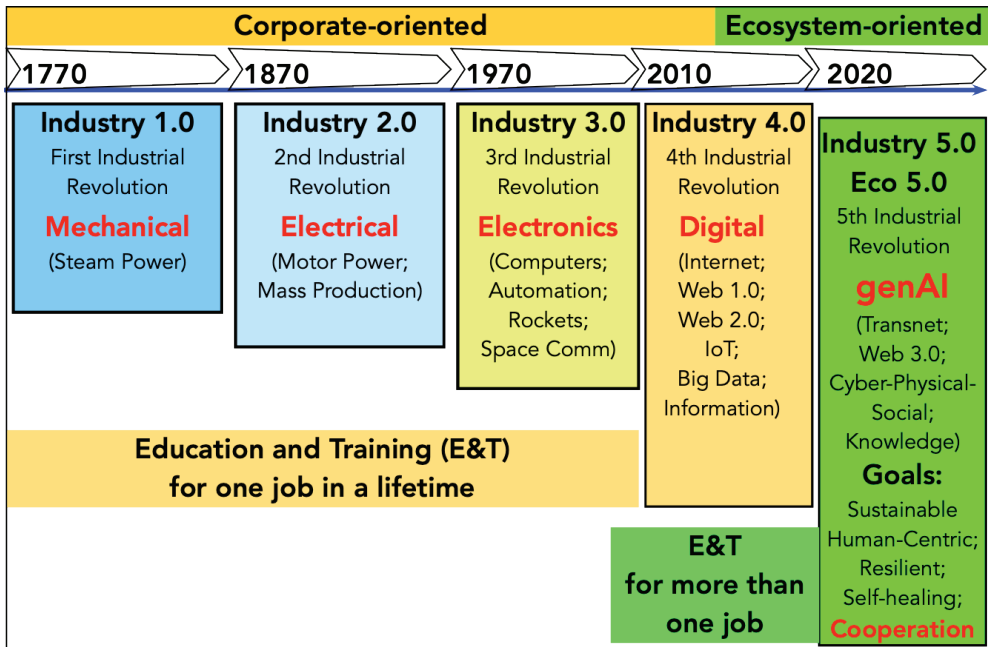 Corporate-oriented
Ecosystem-oriented
1770
1870
1970
2010
2020
Industry 1.0
First Industrial
Revolution
Mechanical
(Steam Power)
Industry 2.0
2nd Industrial
Revolution
Electrical
(Motor Power;
Mass Production)
Industry 3.0
3rd Industrial
Revolution
Electronics
(Computers;
Automation;
Rockets;
Space Comm)
Industry 4.0
4th Industrial
Revolution
Digital
(Internet;
Web 1.0;
Web 2.0;
IoT;
Big Data;
Information)
Industry 5.0
Eco 5.0
5th Industrial
Revolution
genAI
(Transnet;
Web 3.0;
Cyber-Physical-
Social;
Knowledge)
Goals:
Sustainable
Human-Centric;
Resilient;
Self-healing;
Cooperation
Education and Training (E&T)
for one job in a lifetime
E&T
for more than
one job